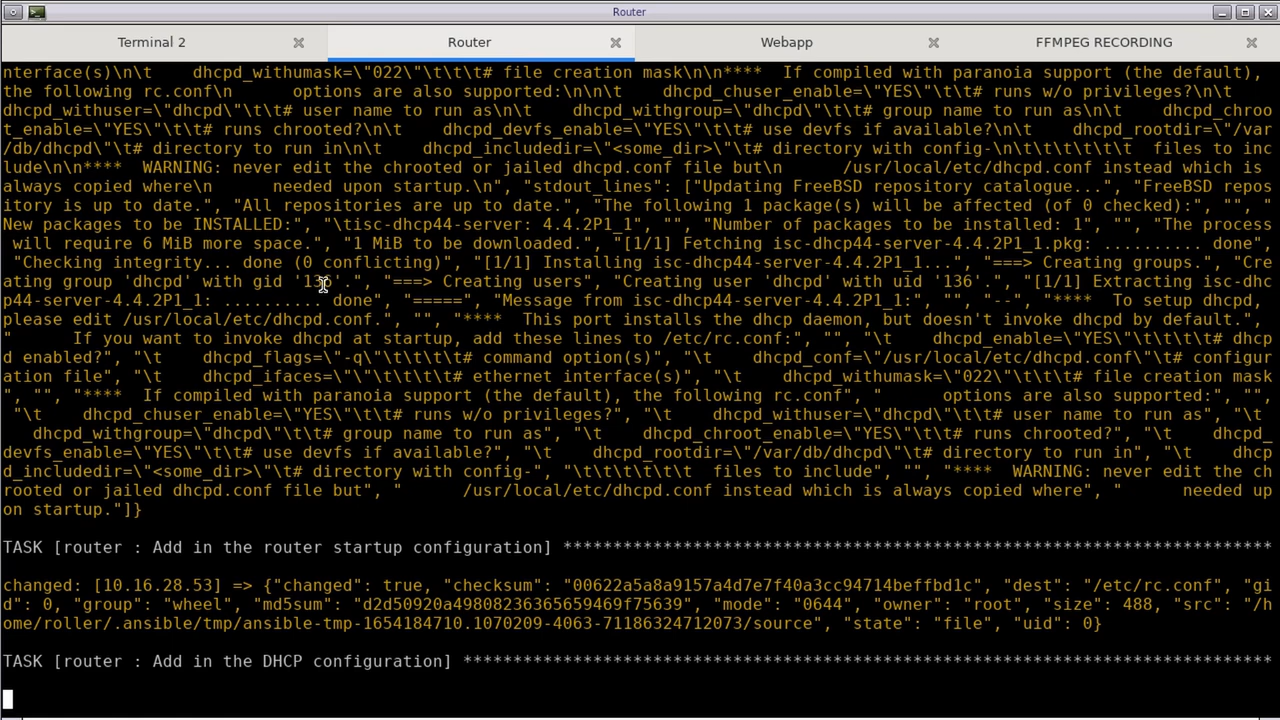 Router
Terminal 2
Router
Webapp
FFMPEG RECORDING
nterface(s)\n\t    dhcpd_withumask=\"022\"\t\t\t# file creation mask\n\n****  If compiled with paranoia support (the default),
the following rc.conf\n      options are also supported:\n\n\t    dhcpd_chuser_enable=\"YES\"\t\t# runs w/o privileges?\n\t
dhcpd_withuser=\"dhcpd\"\t\t# user name to run as\n\t    dhcpd_withgroup=\"dhcpd\"\t\t# group name to run as\n\t    dhcpd_chroo
t_enable=\"YES\"\t\t# runs chrooted?\n\t    dhcpd_devfs_enable=\"YES\"\t\t# use devfs if available?\n\t    dhcpd_rootdir=\"/var
/db/dhcpd\"\t# directory to run in\n\t    dhcpd_includedir=\"<some_dir>\"\t# directory with config-\n\t\t\t\t\t\t  files to inc
lude\n\n****  WARNING: never edit the chrooted or jailed dhcpd.conf file but\n      /usr/local/etc/dhcpd.conf instead which is
always copied where\n      needed upon startup.\n", "stdout_lines": ["Updating FreeBSD repository catalogue...", "FreeBSD repos
itory is up to date.", "All repositories are up to date.", "The following 1 package(s) will be affected (of 0 checked):", "", "
New packages to be INSTALLED:", "\tisc-dhcp44-server: 4.4.2P1_1", "", "Number of packages to be installed: 1", "", "The process
 will require 6 MiB more space.", "1 MiB to be downloaded.", "[1/1] Fetching isc-dhcp44-server-4.4.2P1_1.pkg: .......... done",
 "Checking integrity... done (0 conflicting)", "[1/1] Installing isc-dhcp44-server-4.4.2P1_1...", "===> Creating groups.", "Cre
ating group 'dhcpd' with gid '136'.", "===> Creating users", "Creating user 'dhcpd' with uid '136'.", "[1/1] Extracting isc-dhc
p44-server-4.4.2P1_1: .......... done", "=====", "Message from isc-dhcp44-server-4.4.2P1_1:", "", "--", "****  To setup dhcpd,
please edit /usr/local/etc/dhcpd.conf.", "", "****  This port installs the dhcp daemon, but doesn't invoke dhcpd by default.",
"      If you want to invoke dhcpd at startup, add these lines to /etc/rc.conf:", "", "\t    dhcpd_enable=\"YES\"\t\t\t# dhcp
d enabled?", "\t    dhcpd_flags=\"-q\"\t\t\t\t# command option(s)", "\t    dhcpd_conf=\"/usr/local/etc/dhcpd.conf\"\t# configur
ation file", "\t    dhcpd_ifaces=\"\"\t\t\t\t# ethernet interface(s)", "\t    dhcpd_withumask=\"022\"\t\t\t# file creation mask
", "", "****  If compiled with paranoia support (the default), the following rc.conf", "      options are also supported:", "",
 "\t    dhcpd_chuser_enable=\"YES\"\t\t# runs w/o privileges?", "\t    dhcpd_withuser=\"dhcpd\"\t\t# user name to run as", "\t
   dhcpd_withgroup=\"dhcpd\"\t\t# group name to run as", "\t    dhcpd_chroot_enable=\"YES\"\t\t# runs chrooted?", "\t    dhcpd_
devfs_enable=\"YES\"\t\t# use devfs if available?", "\t    dhcpd_rootdir=\"/var/db/dhcpd\"\t# directory to run in", "\t    dhcp
d_includedir=\"<some_dir>\"\t# directory with config-", "\t\t\t\t\t\t  files to include", "", "****  WARNING: never edit the ch
rooted or jailed dhcpd.conf file but", "      /usr/local/etc/dhcpd.conf instead which is always copied where", "      needed up
on startup."]}
TASK [router : Add in the router startup configuration] ***********************************************************************
changed: [10.16.28.53] => {"changed": true, "checksum": "00622a5a8a9157a4d7e7f40a3cc94714beffbd1c", "dest": "/etc/rc.conf", "gi
d": 0, "group": "wheel", "md5sum": "d2d50920a49808236365659469f75639", "mode": "0644", "owner": "root", "size": 488, "src": "/h
ome/roller/.ansible/tmp/ansible-tmp-1654184710.1070209-4063-71186324712073/source", "state": "file", "uid": 0}
TASK [router : Add in the DHCP configuration] *********************************************************************************